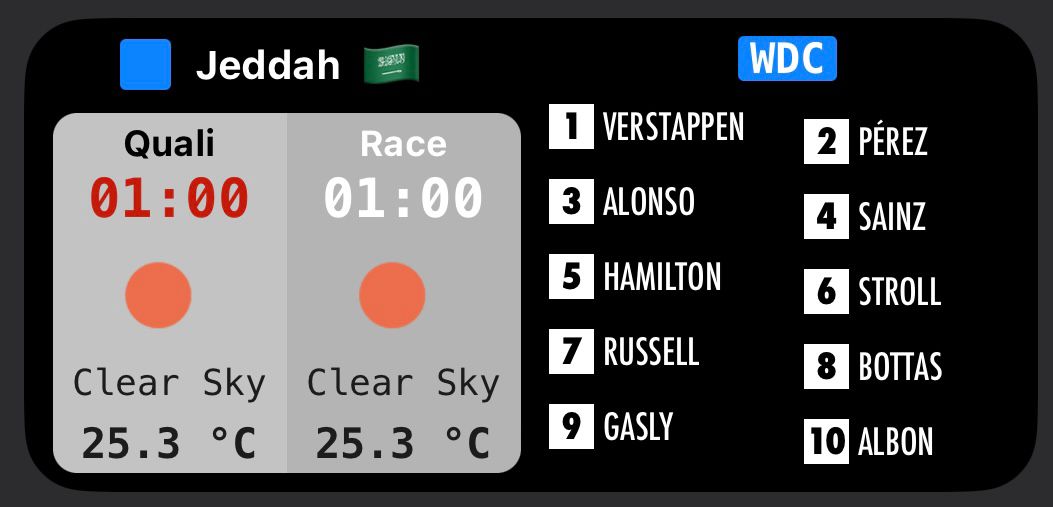 Jeddah
Quali
01:00
Clear Sky
25.3 °C
Race
01:00
Clear Sky
25.3 °C
WDC
1 VERSTAPPEN
2 PÉREZ
3 ALONSO
4 SAINZ
5 HAMILTON
6 STROLL
7 RUSSELL
8 BOTTAS
9 GASLY
10 ALBON